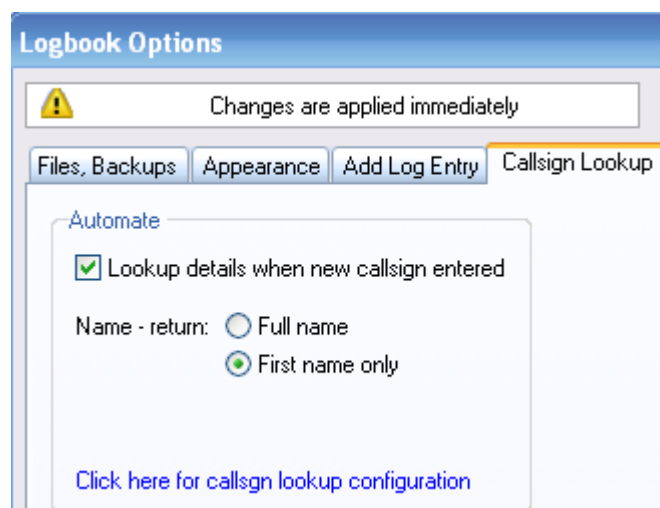 Logbook Options
Changes are applied immediately
Files, Backups Appearance Add Log Entry Callsign Lookup
Automate
Lookup details when new callsign entered
Name - return: Full name
First name only
Click here for callsgn lookup configuration